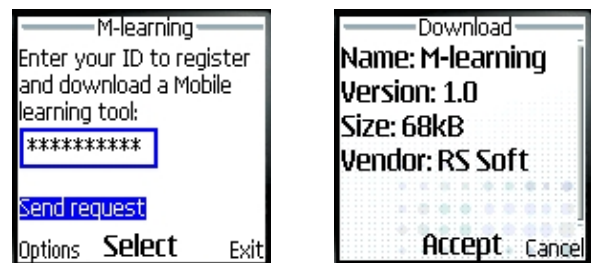 M-learning
Enter your ID to register
and download a Mobile
learning tool:
**********
Send request
Options Select Exit
Download
Name: M-learning
Version: 1.0
Size: 68kB
Vendor: RS Soft
Accept Cancel